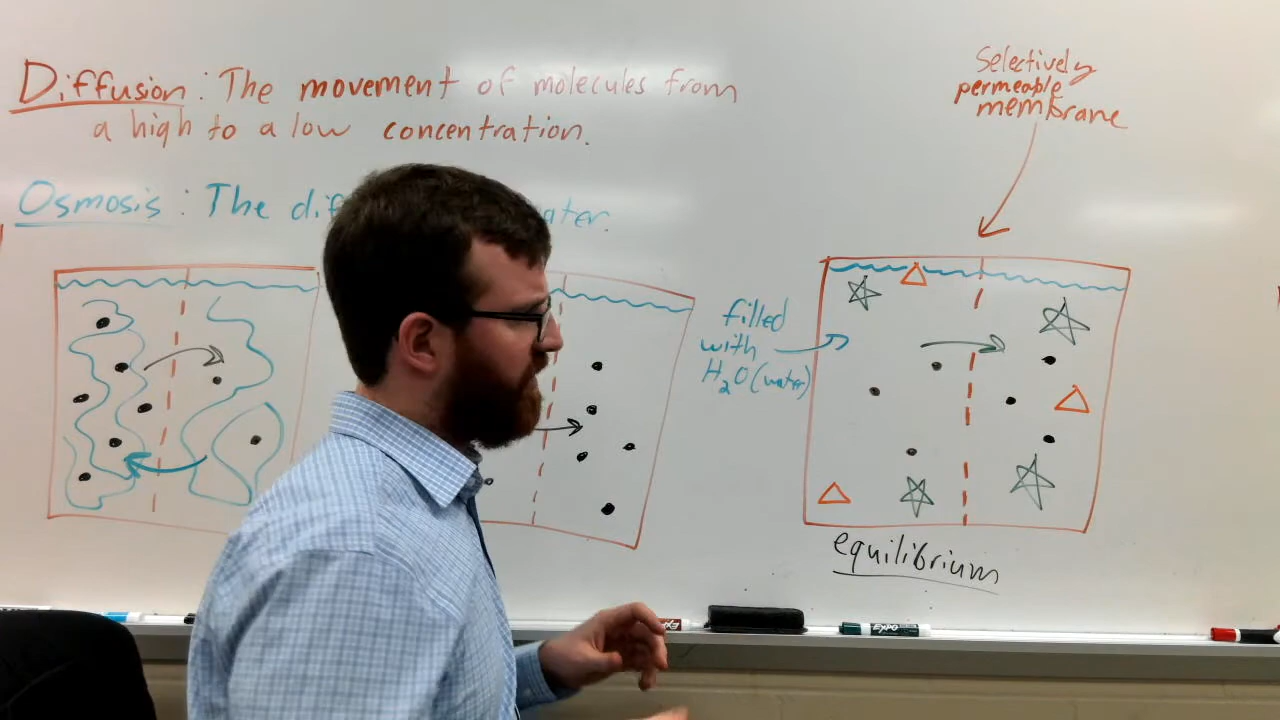 Diffusion: The movement of molecules from
a high to a low concentration.
Osmosis: The dif ater.
Selectively
permeable
membrane
filled
with
H₂O (water)
equilibrium
EXPO